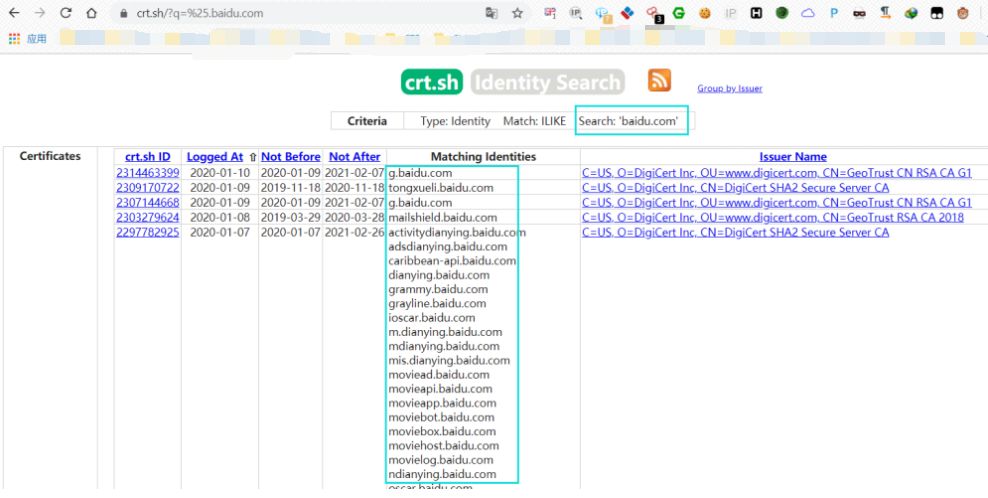 crt.sh/?q=%25.baidu.com
应用
crt.sh Identity Search
Group by Issuer
Criteria Type: Identity Match: ILIKE Search: 'baidu.com'
Certificates crt.sh ID Logged At ⇧ Not Before Not After Matching Identities Issuer Name
2314463399 2020-01-10 2020-01-09 2021-02-07 g.baidu.com C=US, O=DigiCert Inc, OU=www.digicert.com, CN=GeoTrust CN RSA CA G1
2309170722 2020-01-09 2019-11-18 2020-11-18 tongxueli.baidu.com C=US, O=DigiCert Inc, CN=DigiCert SHA2 Secure Server CA
2307144668 2020-01-09 2020-01-09 2021-02-07 g.baidu.com C=US, O=DigiCert Inc, OU=www.digicert.com, CN=GeoTrust CN RSA CA G1
2303279624 2020-01-08 2019-03-29 2020-03-28 mailshield.baidu.com C=US, O=DigiCert Inc, OU=www.digicert.com, CN=GeoTrust RSA CA 2018
2297782925 2020-01-07 2020-01-07 2021-02-26 activitydianying.baidu.com C=US, O=DigiCert Inc, CN=DigiCert SHA2 Secure Server CA
adsdianying.baidu.com
caribbean-api.baidu.com
dianying.baidu.com
grammy.baidu.com
grayline.baidu.com
ioscar.baidu.com
m.dianying.baidu.com
mdianying.baidu.com
mis.dianying.baidu.com
moviead.baidu.com
movieapi.baidu.com
movieapp.baidu.com
moviebot.baidu.com
moviebox.baidu.com
moviehost.baidu.com
movielog.baidu.com
ndianying.baidu.com
oscar.baidu.com